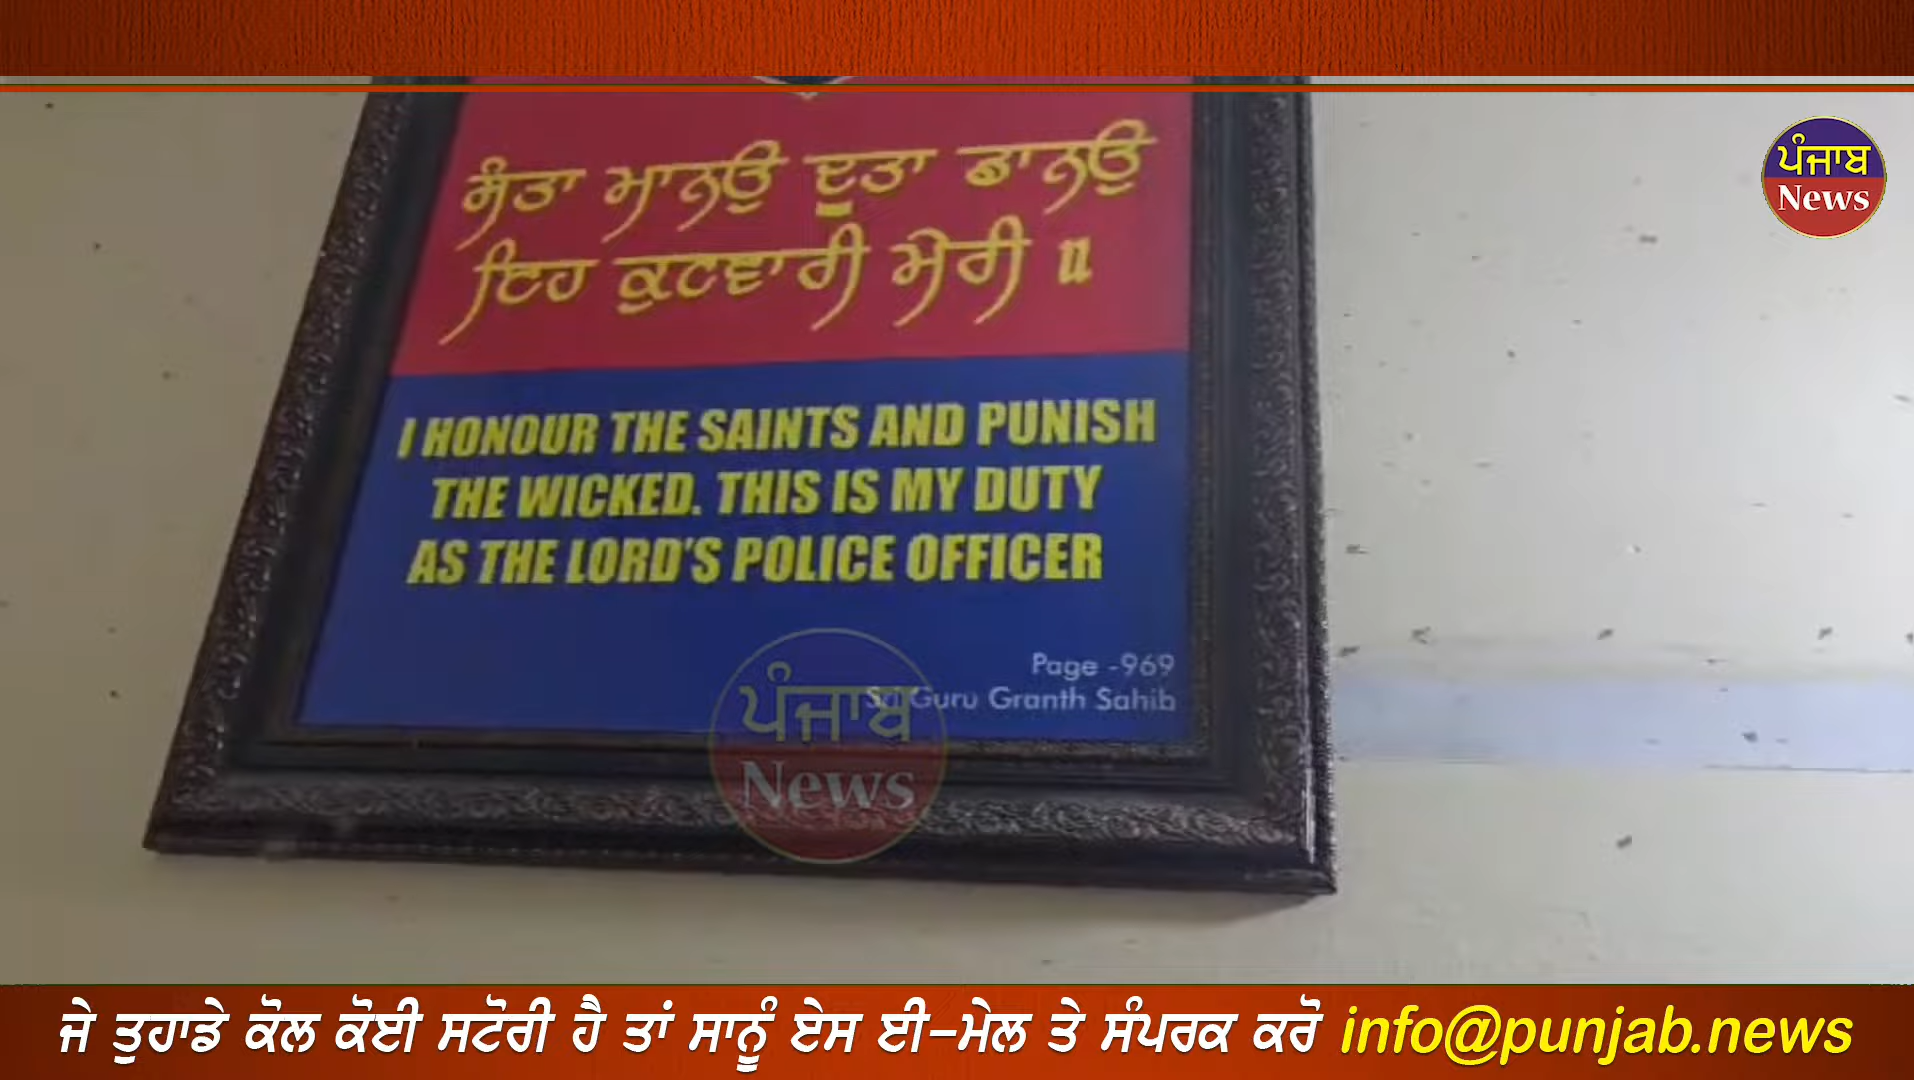 ਪੰਜਾਬ
News
ਸੰਤਾ ਮਾਨਉ ਦੂਤਾ ਡਾਨਉ
ਇਹ ਕੁਟਵਾਰੀ ਮੇਰੀ ॥
I HONOUR THE SAINTS AND PUNISH
THE WICKED. THIS IS MY DUTY
AS THE LORD'S POLICE OFFICER
Page -969
Sri Guru Granth Sahib
ਪੰਜਾਬ
News
ਜੇ ਤੁਹਾਡੇ ਕੋਲ ਕੋਈ ਸਟੋਰੀ ਹੈ ਤਾਂ ਸਾਨੂੰ ਏਸ ਈ-ਮੇਲ ਤੇ ਸੰਪਰਕ ਕਰੋ info@punjab.news